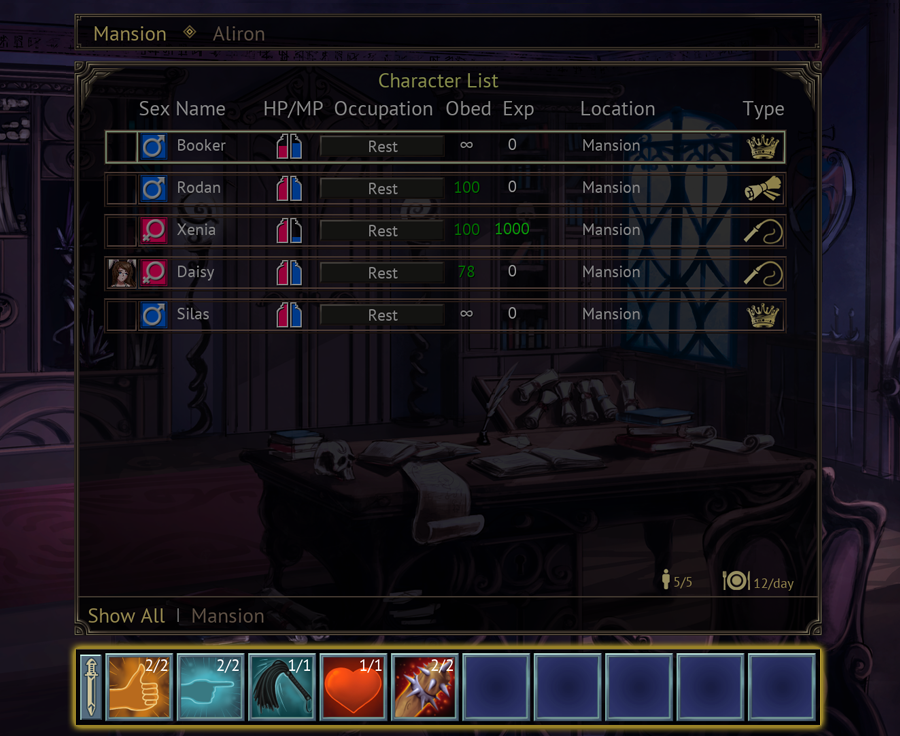 Mansion Aliron
Character List
Sex Name HP/MP Occupation Obed Exp Location Type
Booker Rest ∞ 0 Mansion
Rodan Rest 100 0 Mansion
Xenia Rest 100 1000 Mansion
Daisy Rest 78 0 Mansion
Silas Rest ∞ 0 Mansion
5/5 12/day
Show All | Mansion
2/2 2/2 1/1 1/1 2/2